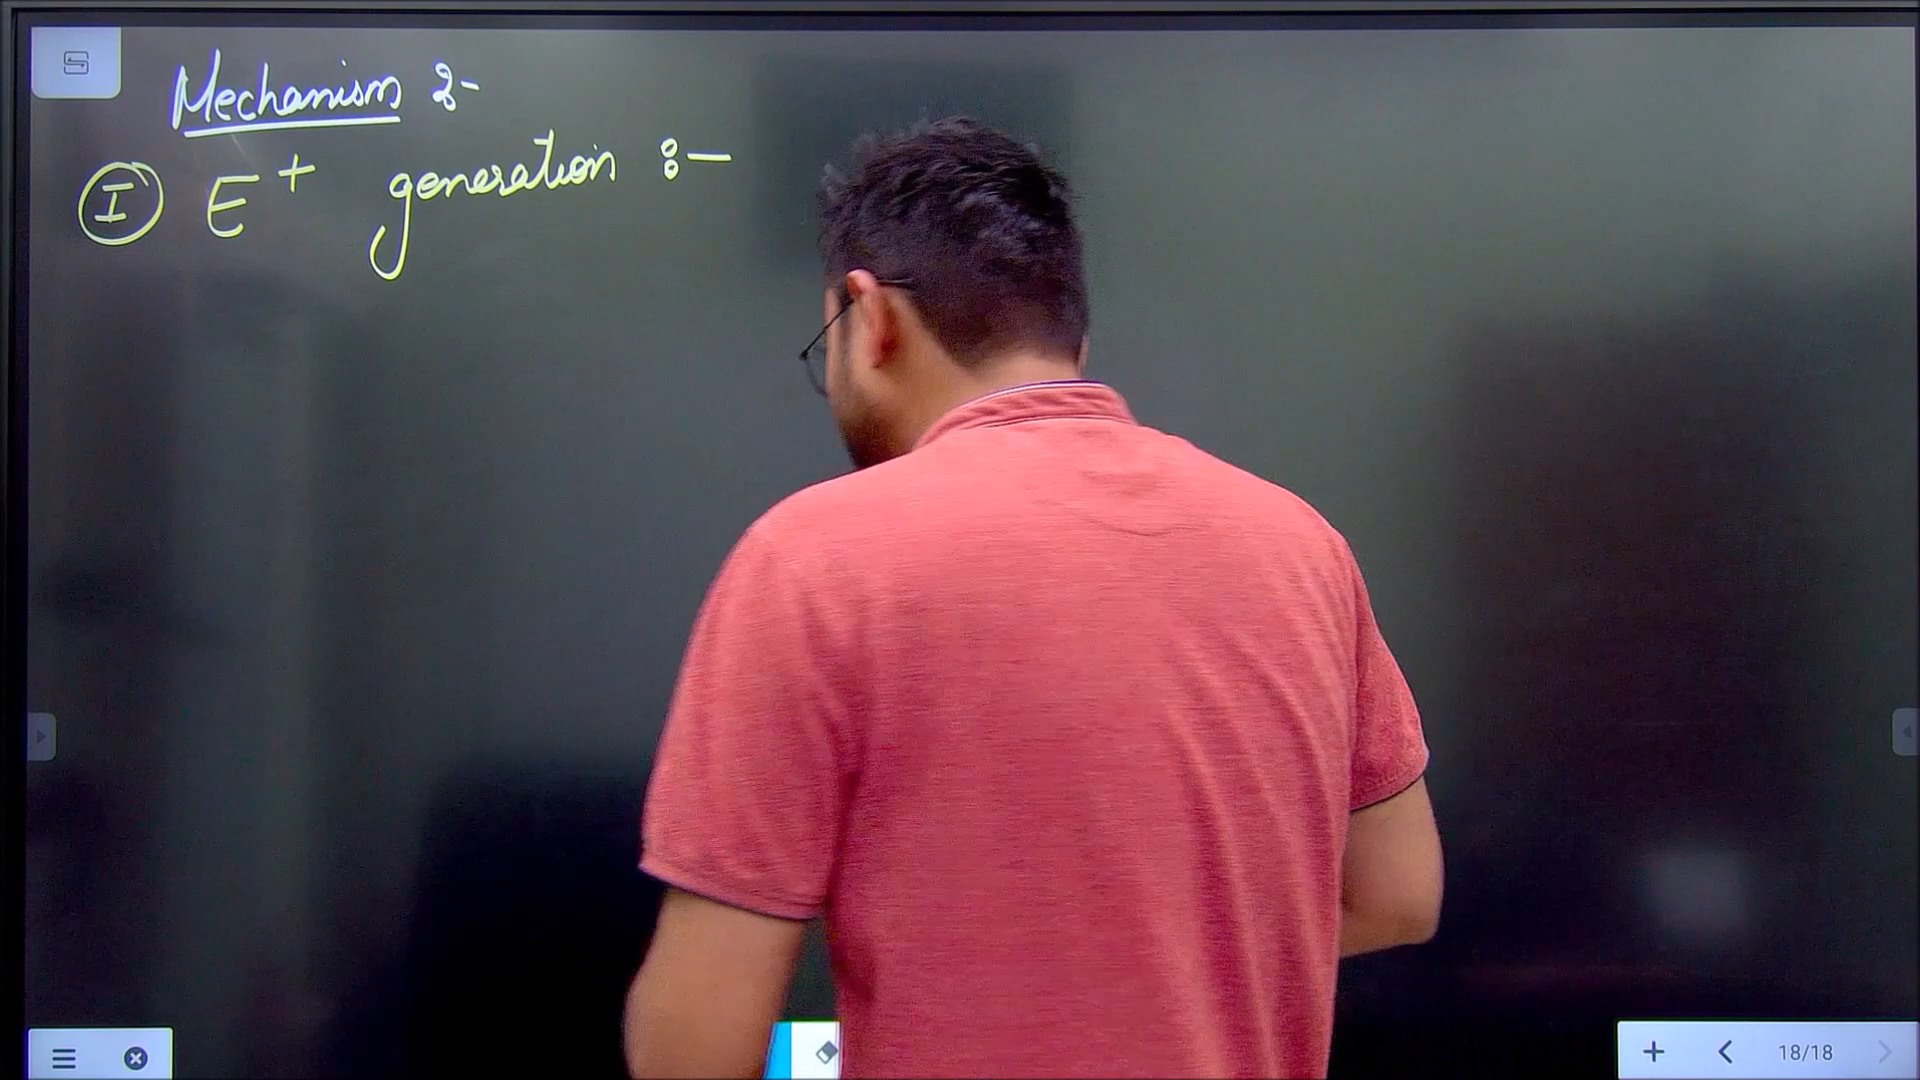 Mechanism :-
I E+ generation :-
18/18